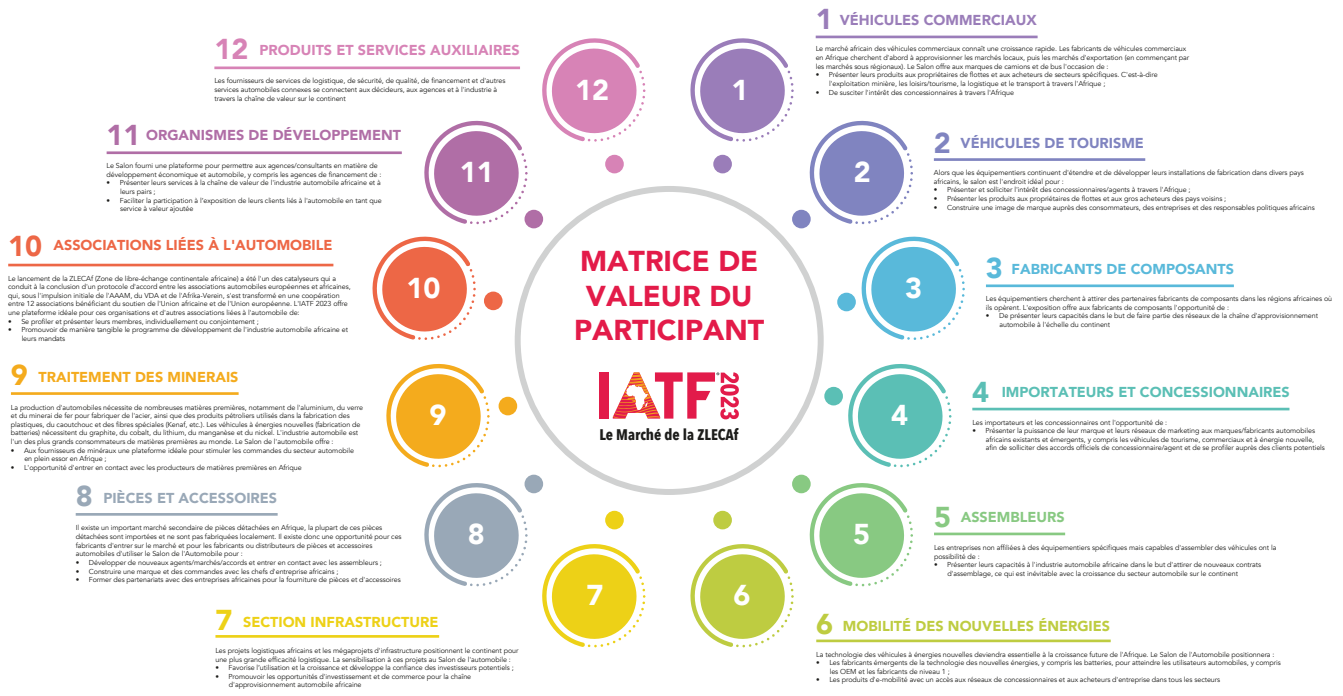 MATRICE DE
VALEUR DU
PARTICIPANT
IATF
2023
Le Marché de la ZLECAf
1 VÉHICULES COMMERCIAUX
Le marché africain des véhicules commerciaux connaît une croissance rapide. Les fabricants de véhicules commerciaux
en Afrique cherchent d'abord à approvisionner les marchés locaux, puis les marchés d'exportation (en commençant par
les marchés sous régionaux). Le Salon offre aux marques de camions et de bus l'occasion de :
• Présenter leurs produits aux propriétaires de flottes et aux acheteurs de secteurs spécifiques. C'est-à-dire
l'exploitation minière, les loisirs/tourisme, la logistique et le transport à travers l'Afrique ;
• De susciter l'intérêt des concessionnaires à travers l'Afrique
1
2 VÉHICULES DE TOURISME
Alors que les équipementiers continuent d'étendre et de développer leurs installations de fabrication dans divers pays
africains, le salon est l'endroit idéal pour :
• Présenter et solliciter l'intérêt des concessionnaires/agents à travers l'Afrique ;
• Présenter les produits aux propriétaires de flottes et aux gros acheteurs des pays voisins ;
• Construire une image de marque auprès des consommateurs, des entreprises et des responsables politiques africains
2
3 FABRICANTS DE COMPOSANTS
Les équipementiers cherchent à attirer des partenaires fabricants de composants dans les régions africaines où
ils opèrent. L'exposition offre aux fabricants de composants l'opportunité de :
• De présenter leurs capacités dans le but de faire partie des réseaux de la chaîne d'approvisionnement
automobile à l'échelle du continent
3
4 IMPORTATEURS ET CONCESSIONNAIRES
Les importateurs et les concessionnaires ont l'opportunité de :
• Présenter la puissance de leur marque et leurs réseaux de marketing aux marques/fabricants automobiles
africains existants et émergents, y compris les véhicules de tourisme, commerciaux et à énergie nouvelle,
afin de solliciter des accords officiels de concessionnaire/agent et de se profiler auprès des clients potentiels
4
5 ASSEMBLEURS
Les entreprises non affiliées à des équipementiers spécifiques mais capables d'assembler des véhicules ont la
possibilité de :
• Présenter leurs capacités à l'industrie automobile africaine dans le but d'attirer de nouveaux contrats
d'assemblage, ce qui est inévitable avec la croissance du secteur automobile sur le continent
5
6 MOBILITÉ DES NOUVELLES ÉNERGIES
La technologie des véhicules à énergies nouvelles deviendra essentielle à la croissance future de l'Afrique. Le Salon de l'Automobile positionnera :
• Les fabricants émergents de la technologie des nouvelles énergies, y compris les batteries, pour atteindre les utilisateurs automobiles, y compris
les OEM et les fabricants de niveau 1 ;
• Les produits d'e-mobilité avec un accès aux réseaux de concessionnaires et aux acheteurs d'entreprise dans tous les secteurs
6
7 SECTION INFRASTRUCTURE
Les projets logistiques africains et les mégaprojets d'infrastructure positionnent le continent pour
une plus grande efficacité logistique. La sensibilisation à ces projets au Salon de l'automobile :
• Favorise l'utilisation et la croissance et développe la confiance des investisseurs potentiels ;
• Promouvoir les opportunités d'investissement et de commerce pour la chaîne
d'approvisionnement automobile africaine
7
8 PIÈCES ET ACCESSOIRES
Il existe un important marché secondaire de pièces détachées en Afrique, la plupart de ces pièces
détachées sont importées et ne sont pas fabriquées localement. Il existe donc une opportunité pour ces
fabricants d'entrer sur le marché et pour les fabricants ou distributeurs de pièces et accessoires
automobiles d'utiliser le Salon de l'Automobile pour :
• Développer de nouveaux agents/marchés/accords et entrer en contact avec les assembleurs ;
• Construire une marque et des commandes avec les chefs d'entreprise africains ;
• Former des partenariats avec des entreprises africaines pour la fourniture de pièces et d'accessoires
8
9 TRAITEMENT DES MINERAIS
La production d'automobiles nécessite de nombreuses matières premières, notamment de l'aluminium, du verre
et du minerai de fer pour fabriquer de l'acier, ainsi que des produits pétroliers utilisés dans la fabrication des
plastiques, du caoutchouc et des fibres spéciales (Kenaf, etc.). Les véhicules à énergies nouvelles (fabrication de
batteries) nécessitent du graphite, du cobalt, du lithium, du manganèse et du nickel. L'industrie automobile est
l'un des plus grands consommateurs de matières premières au monde. Le Salon de l'automobile offre :
• Aux fournisseurs de minéraux une plateforme idéale pour stimuler les commandes du secteur automobile
en plein essor en Afrique ;
• L'opportunité d'entrer en contact avec les producteurs de matières premières en Afrique
9
10 ASSOCIATIONS LIÉES À L'AUTOMOBILE
Le lancement de la ZLECAf (Zone de libre-échange continentale africaine) a été l'un des catalyseurs qui a
conduit à la conclusion d'un protocole d'accord entre les associations automobiles européennes et africaines,
qui, sous l'impulsion initiale de l'AAAM, du VDA et de l'Afrika-Verein, s'est transformé en une coopération
entre 12 associations bénéficiant du soutien de l'Union africaine et de l'Union européenne. L'IATF 2023 offre
une plateforme idéale pour ces organisations et d'autres associations liées à l'automobile de:
• Se profiler et présenter leurs membres, individuellement ou conjointement ;
• Promouvoir de manière tangible le programme de développement de l'industrie automobile africaine et
leurs mandats
10
11 ORGANISMES DE DÉVELOPPEMENT
Le Salon fourni une plateforme pour permettre aux agences/consultants en matière de
développement économique et automobile, y compris les agences de financement de :
• Présenter leurs services à la chaîne de valeur de l'industrie automobile africaine et à
leurs pairs ;
• Faciliter la participation à l'exposition de leurs clients liés à l'automobile en tant que
service à valeur ajoutée
11
12 PRODUITS ET SERVICES AUXILIAIRES
Les fournisseurs de services de logistique, de sécurité, de qualité, de financement et d'autres
services automobiles connexes se connectent aux décideurs, aux agences et à l'industrie à
travers la chaîne de valeur sur le continent
12